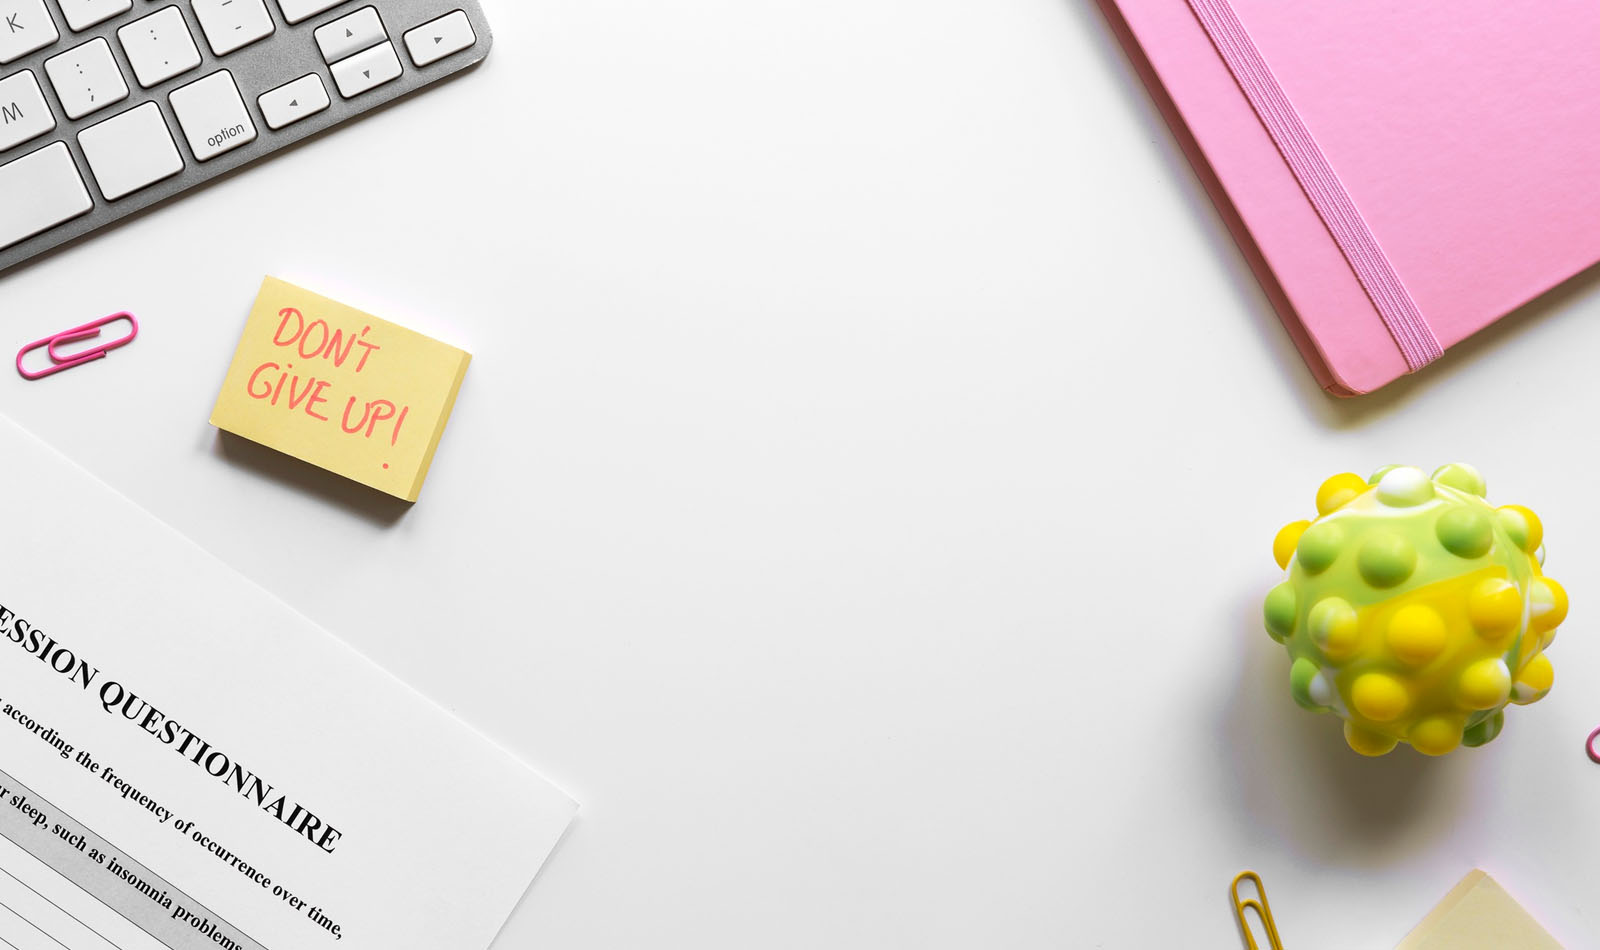 K
: ;
: .
_ -
M
option
DON'T
GIVE UP!
ESSION QUESTIONNAIRE
according the frequency of occurrence over time,
r sleep, such as insomnia problems